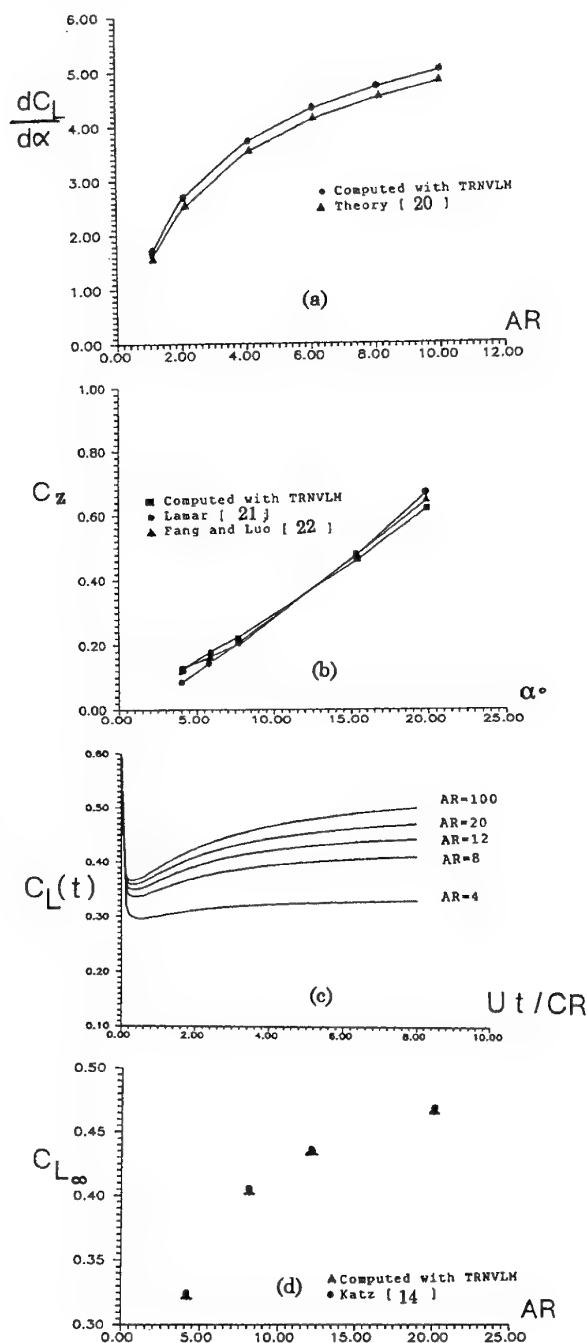 6.00
5.00
dC_L
dα
4.00
3.00
● Computed with TRNVLM
▲ Theory [ 20 ]
2.00
1.00
(a)
AR
0.00
0.00 2.00 4.00 6.00 8.00 10.00 12.00
1.00
0.80
C z
■ Computed with TRNVLM
● Lamar [ 21 ]
▲ Fang and Luo [ 22 ]
0.60
0.40
0.20
(b)
α°
0.00
0.00 5.00 10.00 15.00 20.00 25.00
0.60
AR=100
0.50
AR=20
AR=12
AR=8
0.40
C_L(t)
AR=4
0.30
0.20
(c)
U t / CR
0.10
0.00 2.00 4.00 6.00 8.00 10.00
0.50
0.45
C_L∞
0.40
0.35
(d)
▲ Computed with TRNVLM
● Katz [ 14 ]
AR
0.30
0.00 5.00 10.00 15.00 20.00 25.00